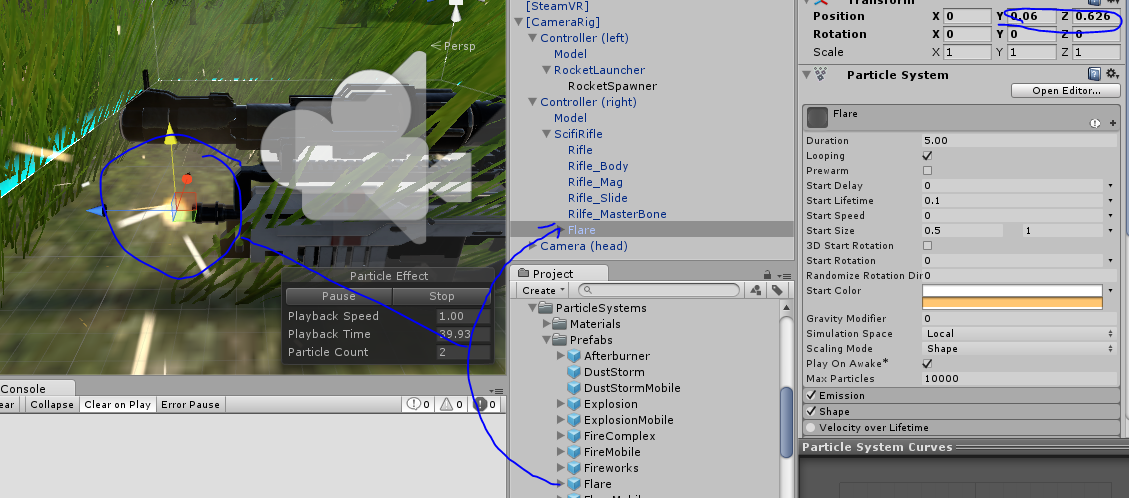 Persp
Particle Effect
Pause Stop
Playback Speed 1.00
Playback Time 39.93
Particle Count 2
Console
ear Collapse Clear on Play Error Pause 0 0 0
[SteamVR]
[CameraRig]
Controller (left)
Model
RocketLauncher
RocketSpawner
Controller (right)
Model
ScifiRifle
Rifle
Rifle_Body
Rifle_Mag
Rifle_Slide
Rilfe_MasterBone
Flare
Camera (head)
Project
Create
ParticleSystems
Materials
Prefabs
Afterburner
DustStorm
DustStormMobile
Explosion
ExplosionMobile
FireComplex
FireMobile
Fireworks
Flare
Transform
Position X 0 Y 0.06 Z 0.626
Rotation X 0 Y 0 Z 0
Scale X 1 Y 1 Z 1
Particle System
Open Editor...
Flare
Duration 5.00
Looping
Prewarm
Start Delay 0
Start Lifetime 0.1
Start Speed 0
Start Size 0.5 1
3D Start Rotation
Start Rotation 0
Randomize Rotation Dir 0
Start Color
Gravity Modifier 0
Simulation Space Local
Scaling Mode Shape
Play On Awake*
Max Particles 10000
Emission
Shape
Velocity over Lifetime
Particle System Curves